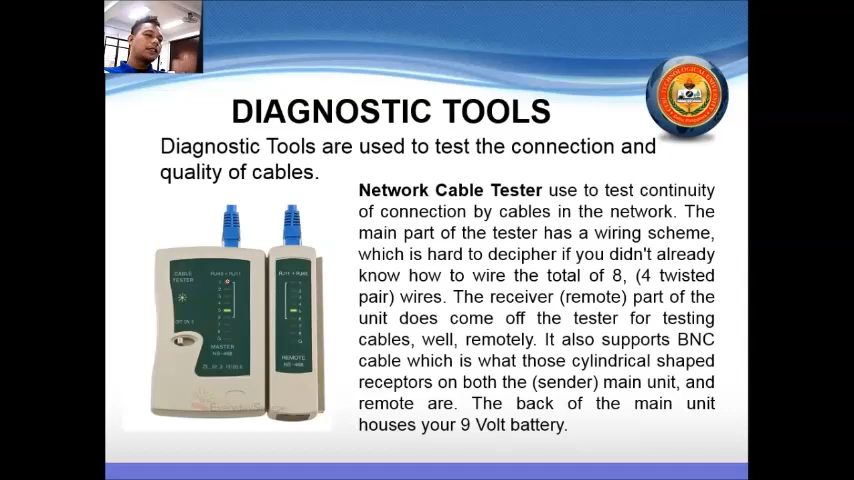 DIAGNOSTIC TOOLS
Diagnostic Tools are used to test the connection and
quality of cables.
Network Cable Tester use to test continuity
of connection by cables in the network. The
main part of the tester has a wiring scheme,
which is hard to decipher if you didn't already
know how to wire the total of 8, (4 twisted
pair) wires. The receiver (remote) part of the
unit does come off the tester for testing
cables, well, remotely. It also supports BNC
cable which is what those cylindrical shaped
receptors on both the (sender) main unit, and
remote are. The back of the main unit
houses your 9 Volt battery.
CABLE
TESTER
MASTER
REMOTE